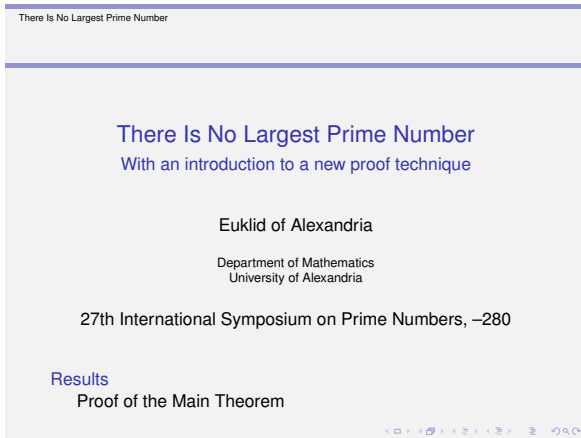 There Is No Largest Prime Number
There Is No Largest Prime Number
With an introduction to a new proof technique
Euklid of Alexandria
Department of Mathematics
University of Alexandria
27th International Symposium on Prime Numbers, –280
Results
Proof of the Main Theorem